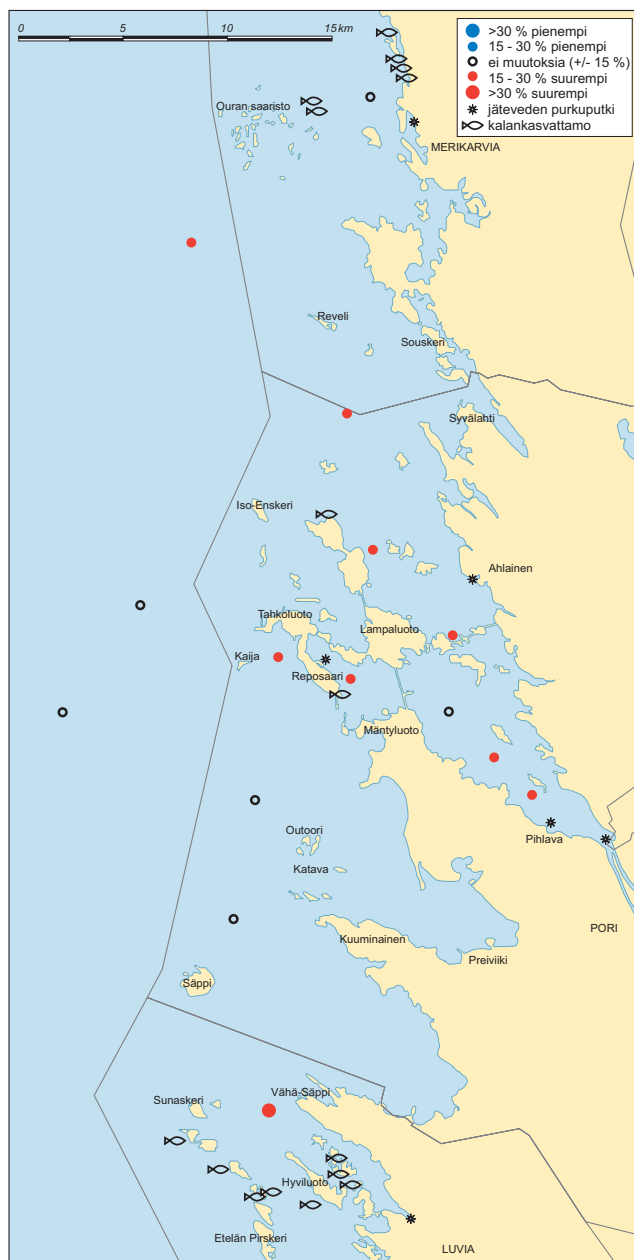 0 5 10 15 km
>30 % pienempi
15 - 30 % pienempi
ei muutoksia (+/- 15 %)
15 - 30 % suurempi
>30 % suurempi
jäteveden purkuputki
kalankasvattamo
Ouran saaristo
MERIKARVIA
Reveli
Souskeri
Syvälahti
Iso-Enskeri
Ahlainen
Tahkoluoto
Lampaluoto
Kaija
Reposaari
Mäntyluoto
Outoori
Pihlava
Katava
PORI
Kuuminainen
Preiviiki
Säppi
Vähä-Säppi
Sunaskeri
Hyviluoto
Etelän Pirskeri
LUVIA